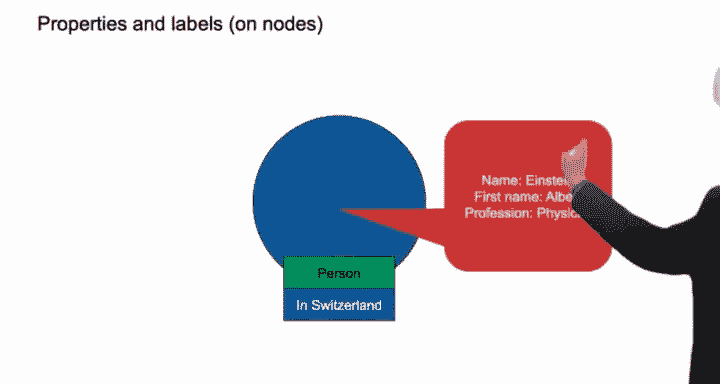 Properties and labels (on nodes)
Name:
First name:
Profession:
Person
In Switzerland